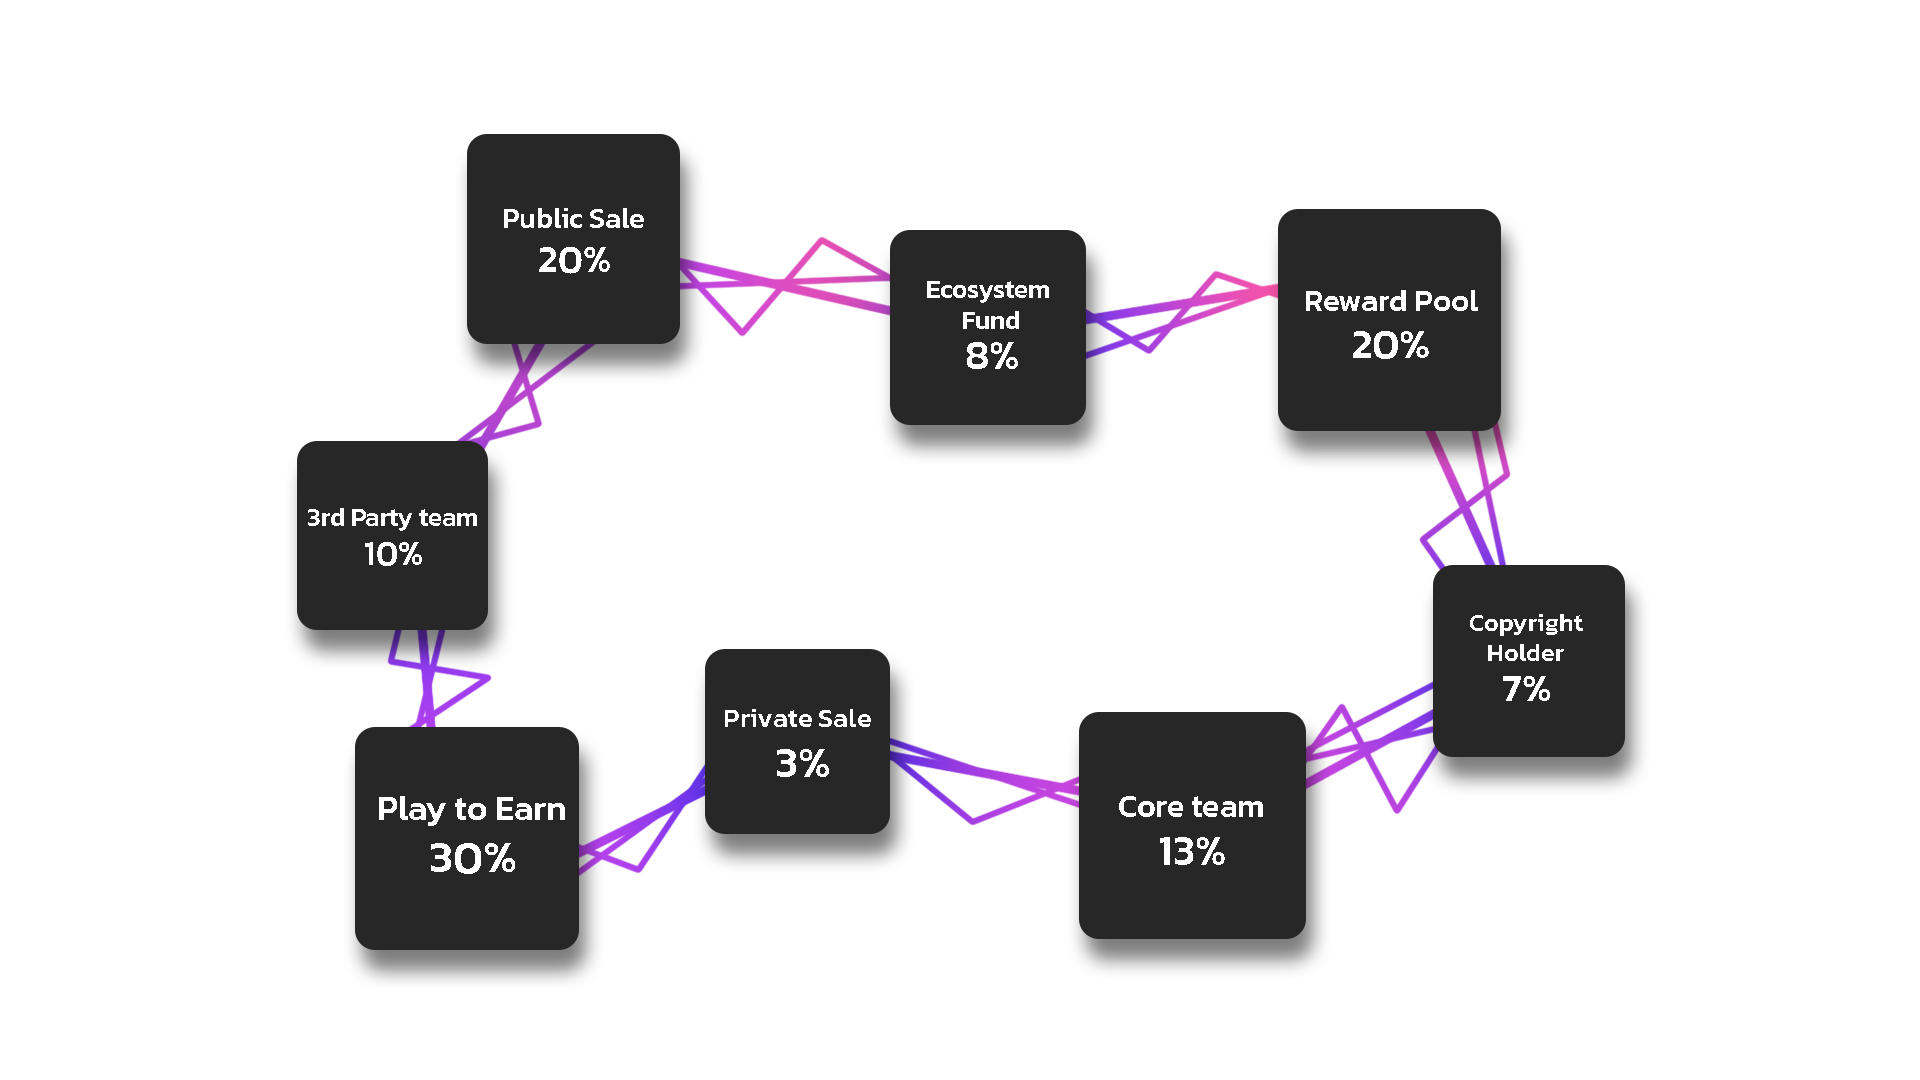 Public Sale
20%
Ecosystem
Fund
8%
Reward Pool
20%
3rd Party team
10%
Copyright
Holder
7%
Private Sale
3%
Core team
13%
Play to Earn
30%